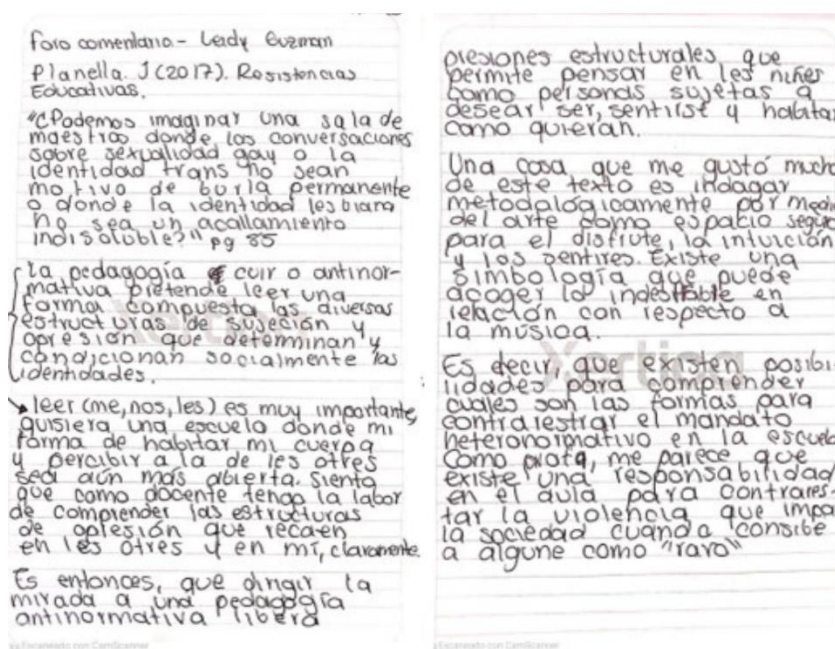 foro comentario - Leidy Guzman
Planella. J (2017). Resistencias
Educativas.
"¿Podemos imaginar una sala de
maestros donde las conversaciones
sobre sexualidad gay o la
identidad trans no sean
motivo de burla permanente
o donde la identidad lesbiana
no sea un acallamiento
indisoluble?" pg 85
La pedagogía cuir o antinor-
mativa pretende leer una
forma compuesta las diversas
estructuras de sujeción y
opresión que determinan y
condicionan socialmente las
identidades.
leer (me, nos, les) es muy importante,
quisiera una escuela donde mi
forma de habitar mi cuerpa
y percibir a la de les otres
sea aún más abierta. Siento
que como docente tengo la labor
de comprender las estructuras
de opresión que recaen
en les otres y en mí, claramente.
Es entonces, que dirigir la
mirada a una pedagogía
antinormativa libera
presiones estructurales que
permite pensar en les niñes
como personas sujetas a
desear ser, sentirse y habitar
como quieran.
Una cosa que me gustó mucho
de este texto es indagar
metodológicamente por medio
del arte como espacio seguro
para el disfrute, la intuición
y los sentires. Existe una
simbología que puede
acoger lo en
relación con respecto a
la música.
Es decir, que existen posibi-
lidades para comprender
cuales son las formas para
contrarestrar el mandato
heteronormativo en la escuela
Como profa, me parece que
existe una responsabilidad
en el aula para contrares-
tar la violencia que impa
la sociedad cuando consibe
a algune como "raro"
Escaneado con CamScanner
Escaneado con CamScanner